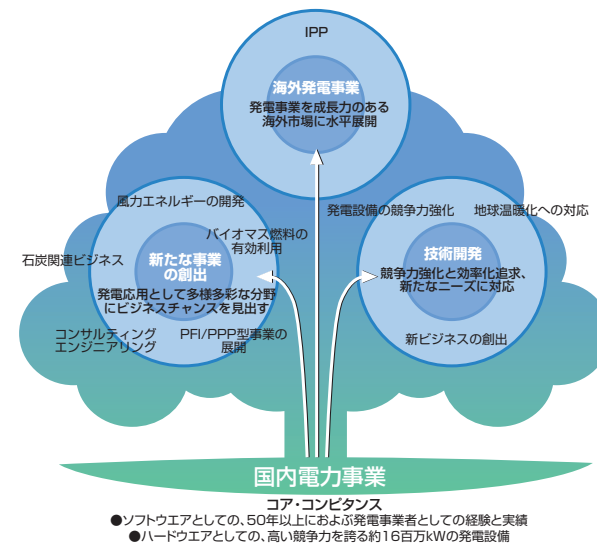 IPP
海外発電事業
発電事業を成長力のある
海外市場に水平展開
風力エネルギーの開発
バイオマス燃料の
有効利用
石炭関連ビジネス
新たな事業
の創出
発電応用として多様多彩な分野
にビジネスチャンスを見出す
コンサルティング
エンジニアリング
PFI/PPP型事業の
展開
発電設備の競争力強化
地球温暖化への対応
技術開発
競争力強化と効率化追求、
新たなニーズに対応
新ビジネスの創出
国内電力事業
コア・コンピタンス
●ソフトウエアとしての、50年以上におよぶ発電事業者としての経験と実績
●ハードウエアとしての、高い競争力を誇る約16百万kWの発電設備